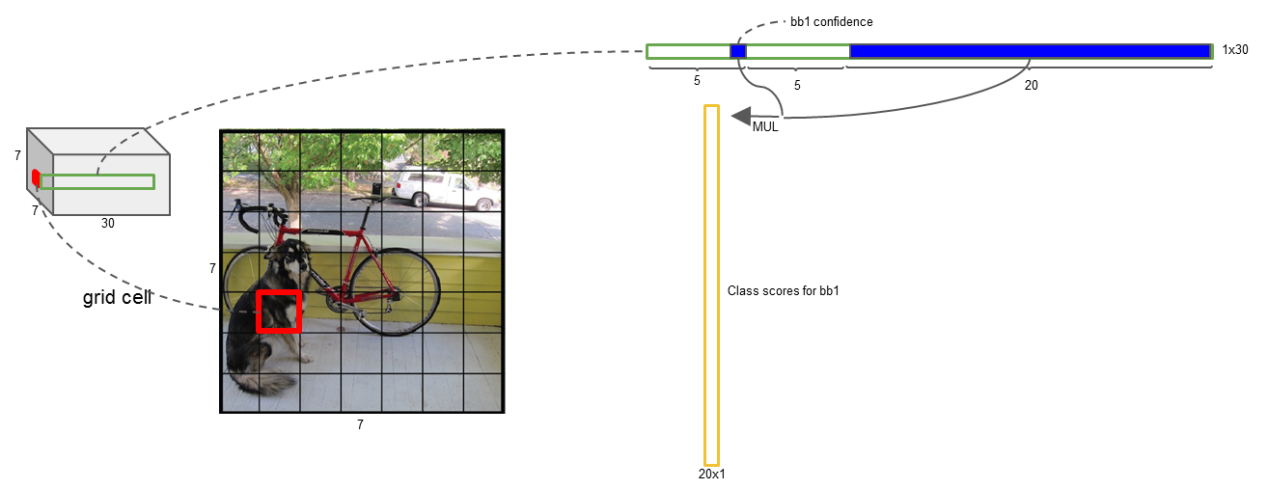 bb1 confidence
1x30
5
5
20
MUL
7
7
30
7
grid cell
Class scores for bb1
7
20x1